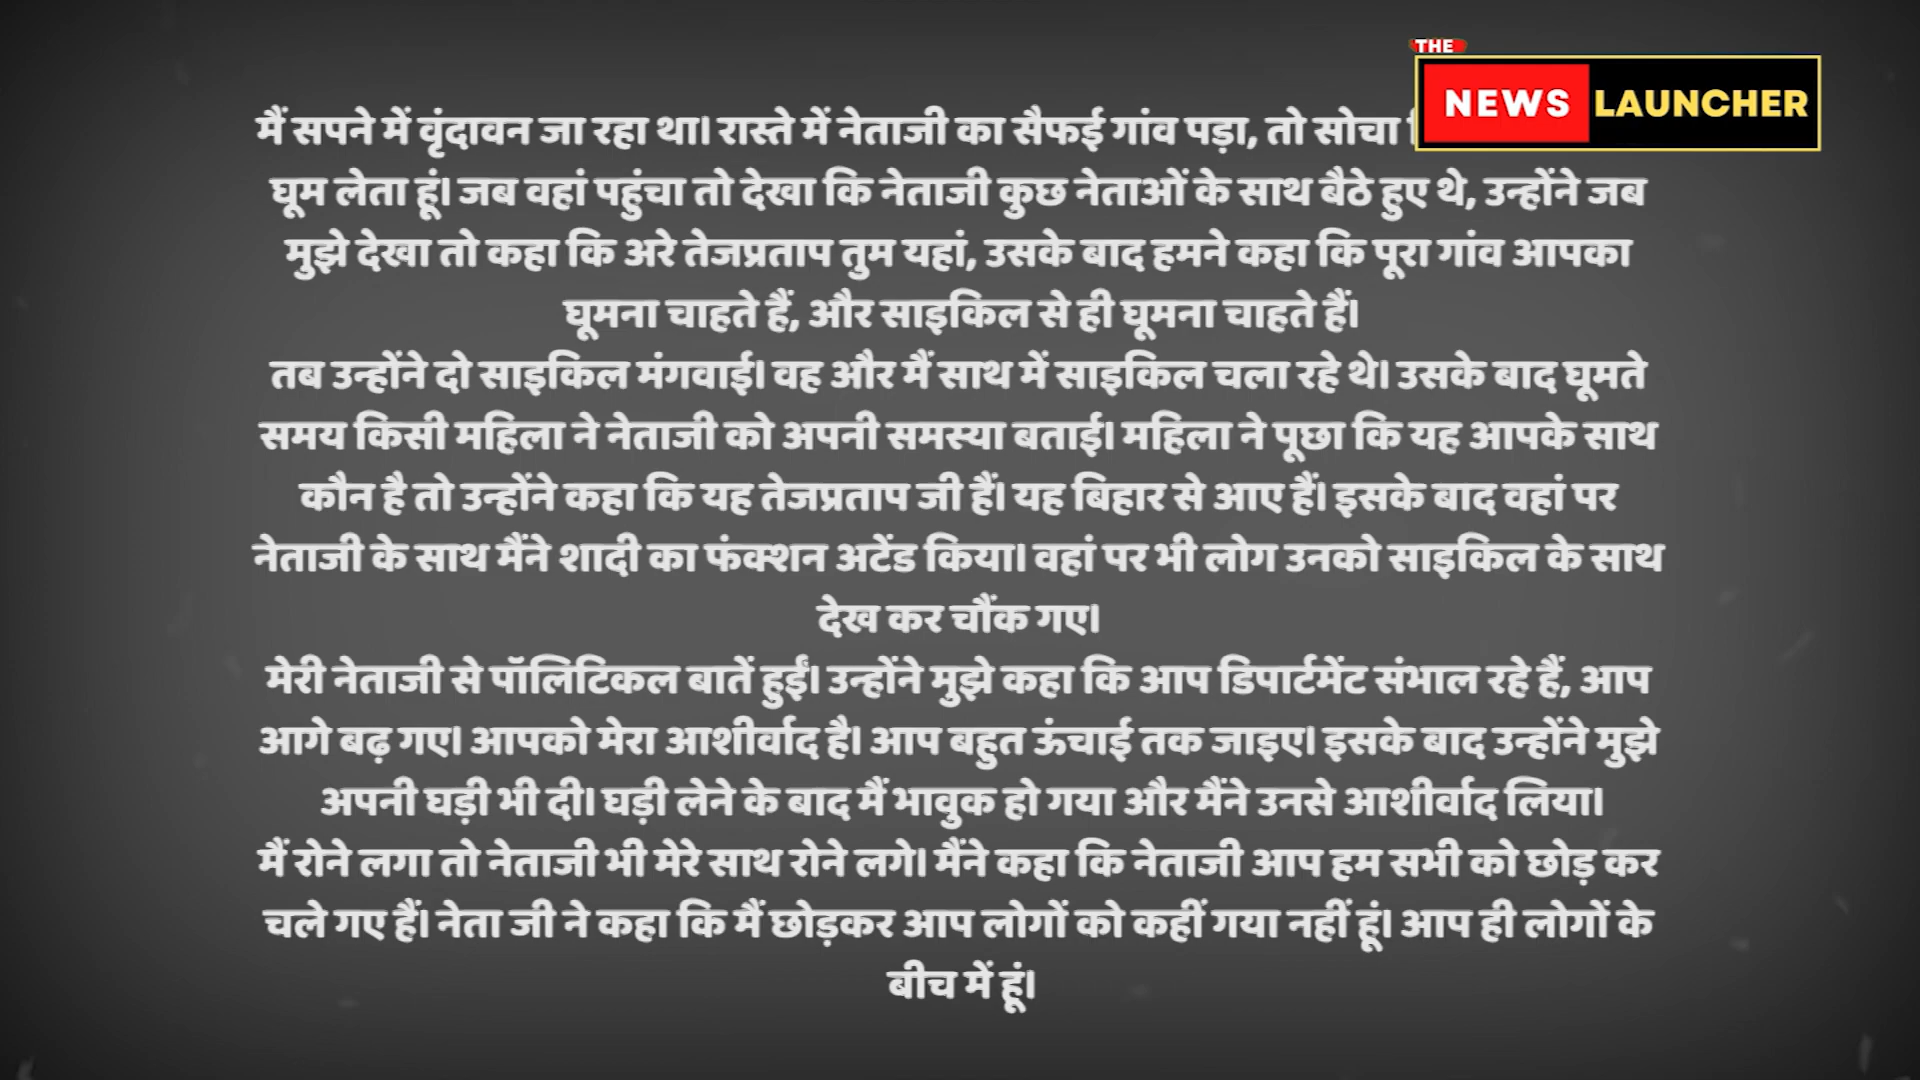 THE
NEWS LAUNCHER
मैं सपने में वृंदावन जा रहा था। रास्ते में नेताजी का सैफई गांव पड़ा, तो सोचा
घूम लेता हूं। जब वहां पहुंचा तो देखा कि नेताजी कुछ नेताओं के साथ बैठे हुए थे, उन्होंने जब
मुझे देखा तो कहा कि अरे तेजप्रताप तुम यहां, उसके बाद हमने कहा कि पूरा गांव आपका
घूमना चाहते हैं, और साइकिल से ही घूमना चाहते हैं।
तब उन्होंने दो साइकिल मंगवाई। वह और मैं साथ में साइकिल चला रहे थे। उसके बाद घूमते
समय किसी महिला ने नेताजी को अपनी समस्या बताई। महिला ने पूछा कि यह आपके साथ
कौन है तो उन्होंने कहा कि यह तेजप्रताप जी हैं। यह बिहार से आए हैं। इसके बाद वहां पर
नेताजी के साथ मैंने शादी का फंक्शन अटेंड किया। वहां पर भी लोग उनको साइकिल के साथ
देख कर चौंक गए।
मेरी नेताजी से पॉलिटिकल बातें हुईं। उन्होंने मुझे कहा कि आप डिपार्टमेंट संभाल रहे हैं, आप
आगे बढ़ गए। आपको मेरा आशीर्वाद है। आप बहुत ऊंचाई तक जाइए। इसके बाद उन्होंने मुझे
अपनी घड़ी भी दी। घड़ी लेने के बाद मैं भावुक हो गया और मैंने उनसे आशीर्वाद लिया।
मैं रोने लगा तो नेताजी भी मेरे साथ रोने लगे। मैंने कहा कि नेताजी आप हम सभी को छोड़ कर
चले गए हैं। नेता जी ने कहा कि मैं छोड़कर आप लोगों को कहीं गया नहीं हूं। आप ही लोगों के
बीच में हूं।